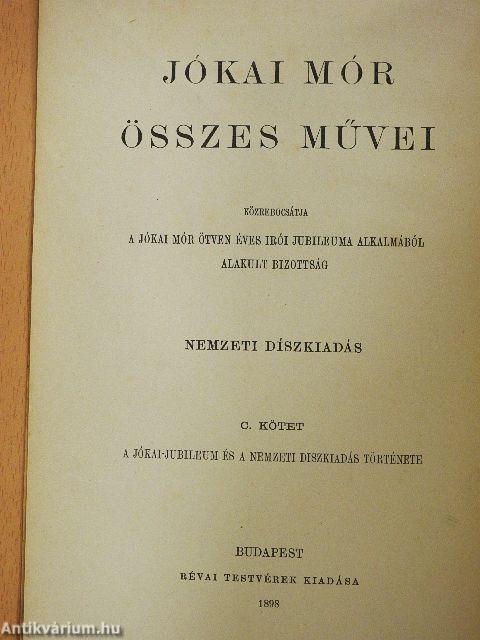 JÓKAI MÓR
ÖSSZES MŰVEI
KÖZREBOCSÁTJA
A JÓKAI MÓR ÖTVEN ÉVES IRÓI JUBILEUMA ALKALMÁBÓL
ALAKULT BIZOTTSÁG
NEMZETI DÍSZKIADÁS
C. KÖTET
A JÓKAI-JUBILEUM ÉS A NEMZETI DISZKIADÁS TÖRTÉNETE
BUDAPEST
RÉVAI TESTVÉREK KIADÁSA
1898
Antikvárium.hu